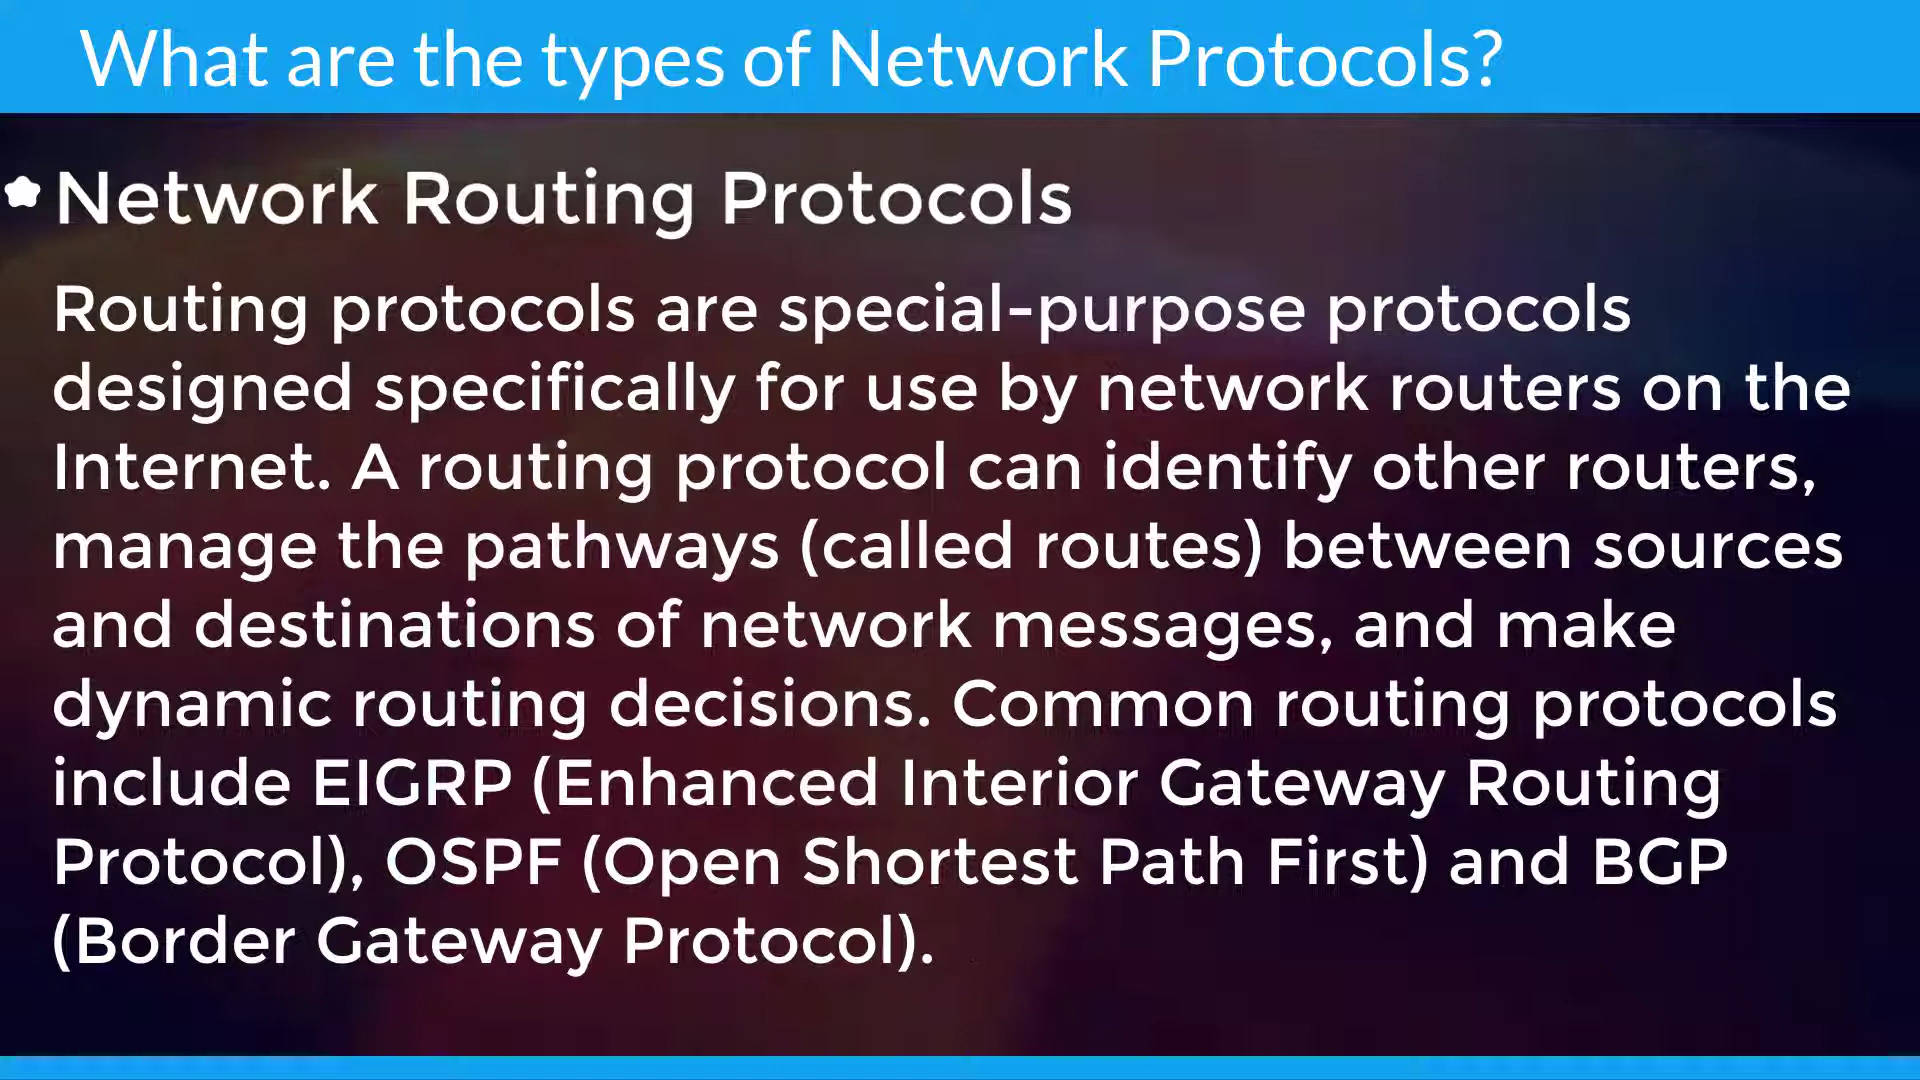 What are the types of Network Protocols?
Network Routing Protocols
Routing protocols are special-purpose protocols
designed specifically for use by network routers on the
Internet. A routing protocol can identify other routers,
manage the pathways (called routes) between sources
and destinations of network messages, and make
dynamic routing decisions. Common routing protocols
include EIGRP (Enhanced Interior Gateway Routing
Protocol), OSPF (Open Shortest Path First) and BGP
(Border Gateway Protocol).